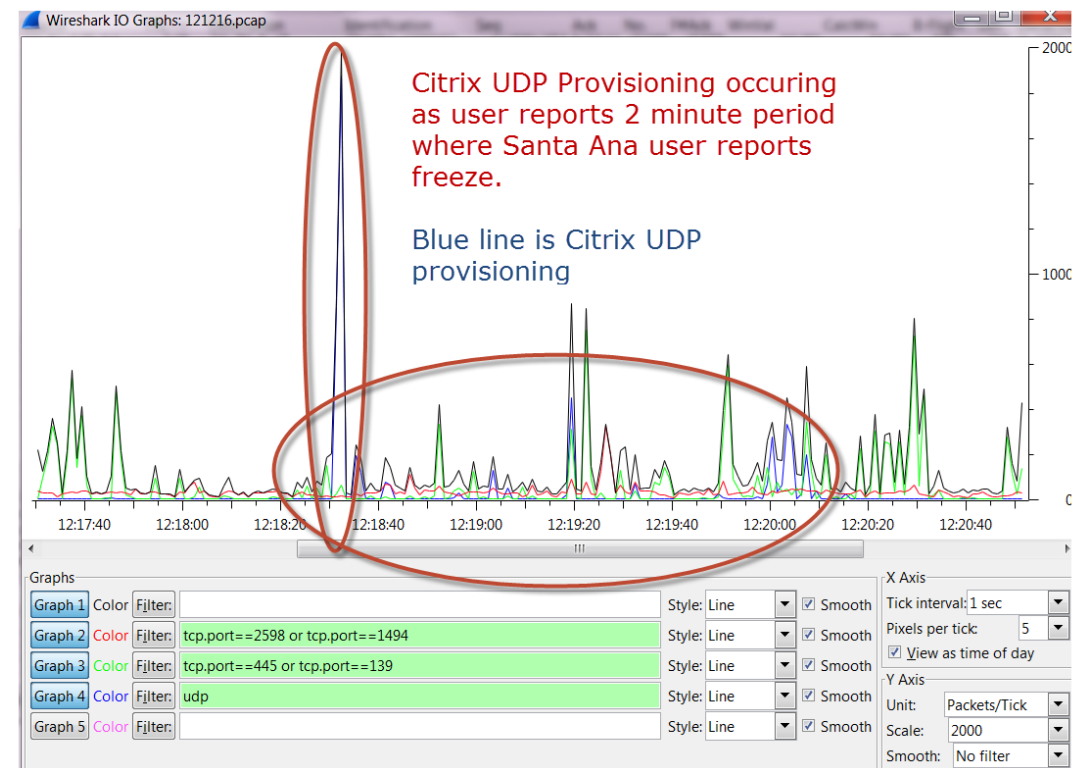 Wireshark IO Graphs: 121216.pcap
2000
Citrix UDP Provisioning occuring
as user reports 2 minute period
where Santa Ana user reports
freeze.
Blue line is Citrix UDP
provisioning
1000
0
12:17:40 12:18:00 12:18:20 12:18:40 12:19:00 12:19:20 12:19:40 12:20:00 12:20:20 12:20:40
Graphs
Graph 1 Color Filter: Style: Line Smooth
Graph 2 Color Filter: tcp.port==2598 or tcp.port==1494 Style: Line Smooth
Graph 3 Color Filter: tcp.port==445 or tcp.port==139 Style: Line Smooth
Graph 4 Color Filter: udp Style: Line Smooth
Graph 5 Color Filter: Style: Line Smooth
X Axis
Tick interval: 1 sec
Pixels per tick: 5
View as time of day
Y Axis
Unit: Packets/Tick
Scale: 2000
Smooth: No filter